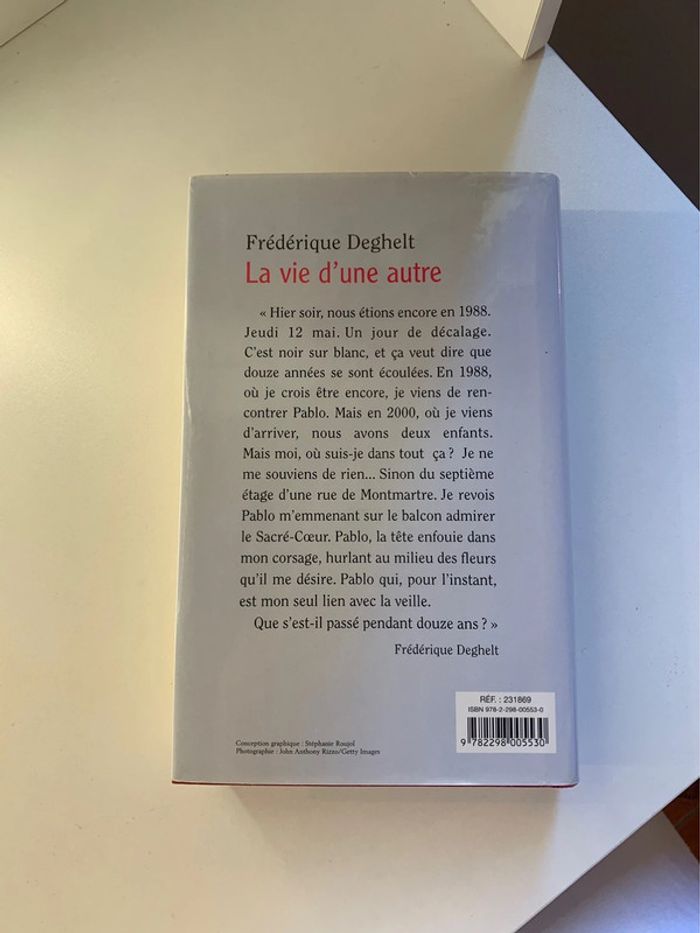 Frédérique Deghelt
La vie d'une autre
« Hier soir, nous étions encore en 1988.
Jeudi 12 mai. Un jour de décalage.
C'est noir sur blanc, et ça veut dire que
douze années se sont écoulées. En 1988,
où je crois être encore, je viens de ren-
contrer Pablo. Mais en 2000, où je viens
d'arriver, nous avons deux enfants.
Mais moi, où suis-je dans tout ça ? Je ne
me souviens de rien... Sinon du septième
étage d'une rue de Montmartre. Je revois
Pablo m'emmenant sur le balcon admirer
le Sacré-Cœur. Pablo, la tête enfouie dans
mon corsage, hurlant au milieu des fleurs
qu'il me désire. Pablo qui, pour l'instant,
est mon seul lien avec la veille.
Que s'est-il passé pendant douze ans ? »
Frédérique Deghelt
RÉF. : 231869
ISBN 978-2-298-00553-0
9 782298 005530
Conception graphique : Stéphanie Roujol
Photographie : John Anthony Rizzo/Getty Images